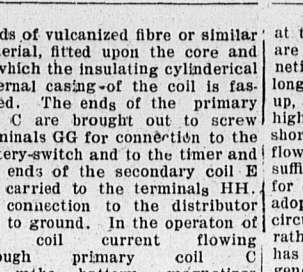 ds of vulcanized fibre or similar
erial, fitted upon the core and
which the insulating cylinderical
ernal casing of the coil is fas-
ed. The ends of the primary
C are brought out to screw
minals GG for connection to the
tery-switch and to the timer and
ends of the secondary coil E
carried to the terminals HH.
connection to the distributor
to ground. In the operaton of
coil current flowing
ough primary coil C
at t
are
neti
long
up,
high
shor
flow
suffi
for
adop
circu
rath
has